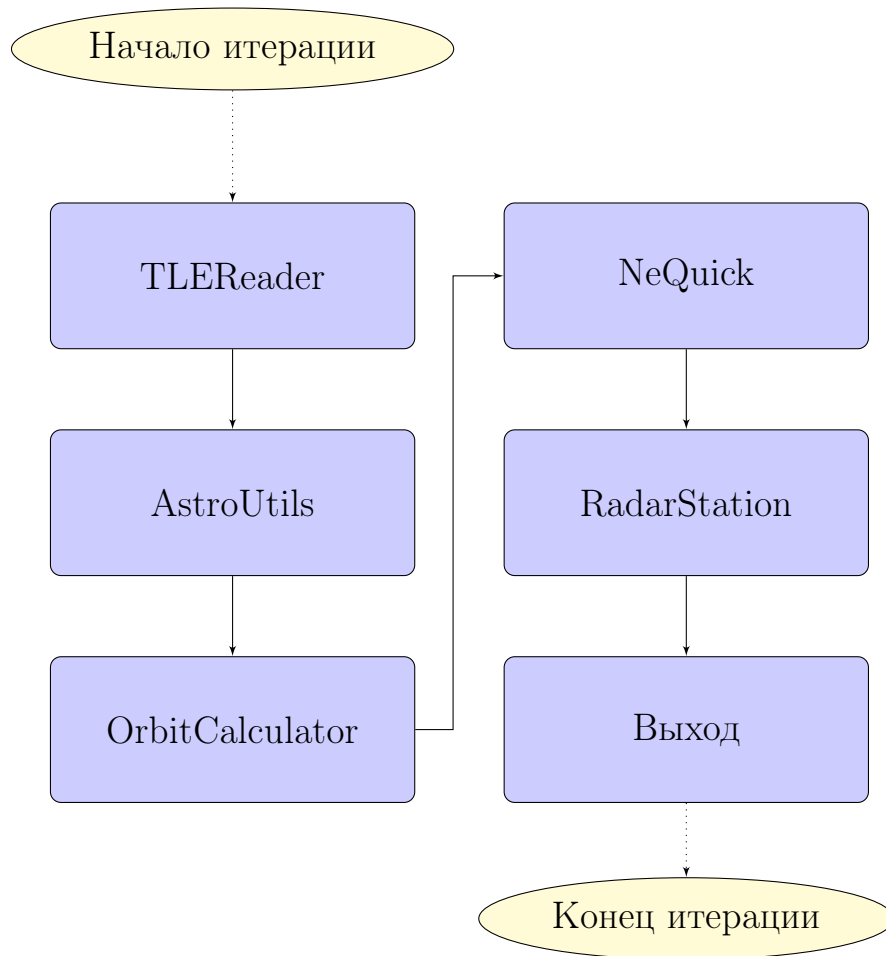 Начало итерации
TLEReader
AstroUtils
OrbitCalculator
NeQuick
RadarStation
Выход
Конец итерации